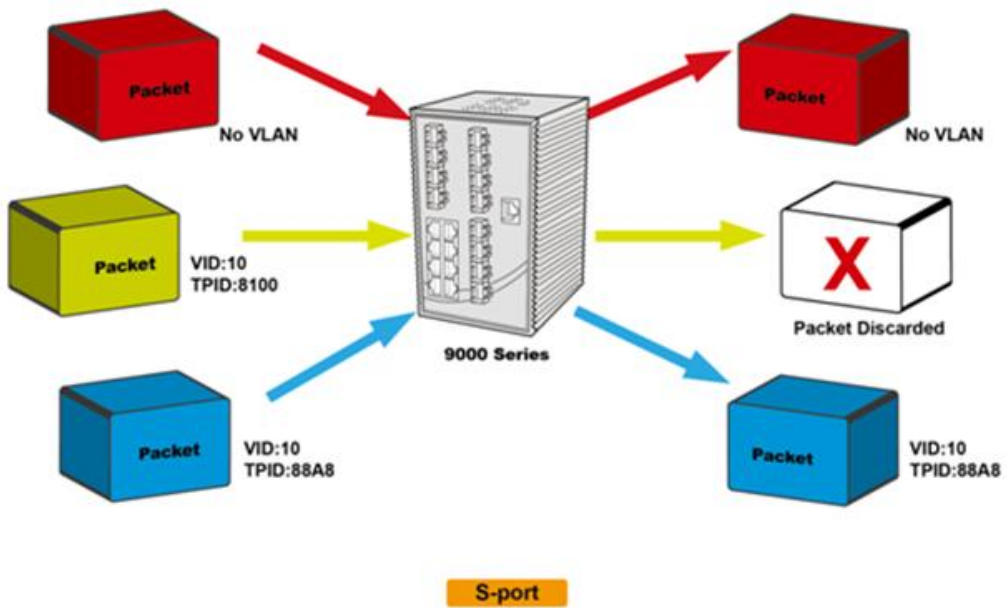 Packet
No VLAN
Packet
No VLAN
Packet
VID:10
TPID:8100
X
Packet Discarded
9000 Series
Packet
VID:10
TPID:88A8
Packet
VID:10
TPID:88A8
S-port